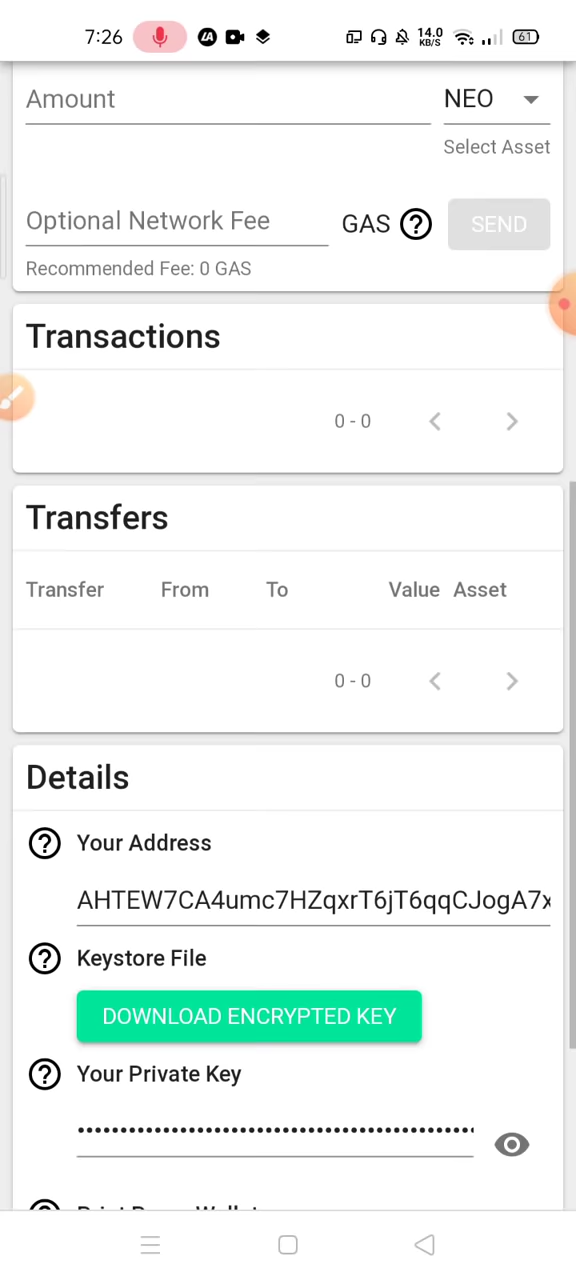 7:26 14.0 KB/S 61
Amount NEO
Select Asset
Optional Network Fee GAS SEND
Recommended Fee: 0 GAS
Transactions
0 - 0
Transfers
Transfer From To Value Asset
0 - 0
Details
Your Address
AHTEW7CA4umc7HZqxrT6jT6qqCJogA7x
Keystore File
DOWNLOAD ENCRYPTED KEY
Your Private Key